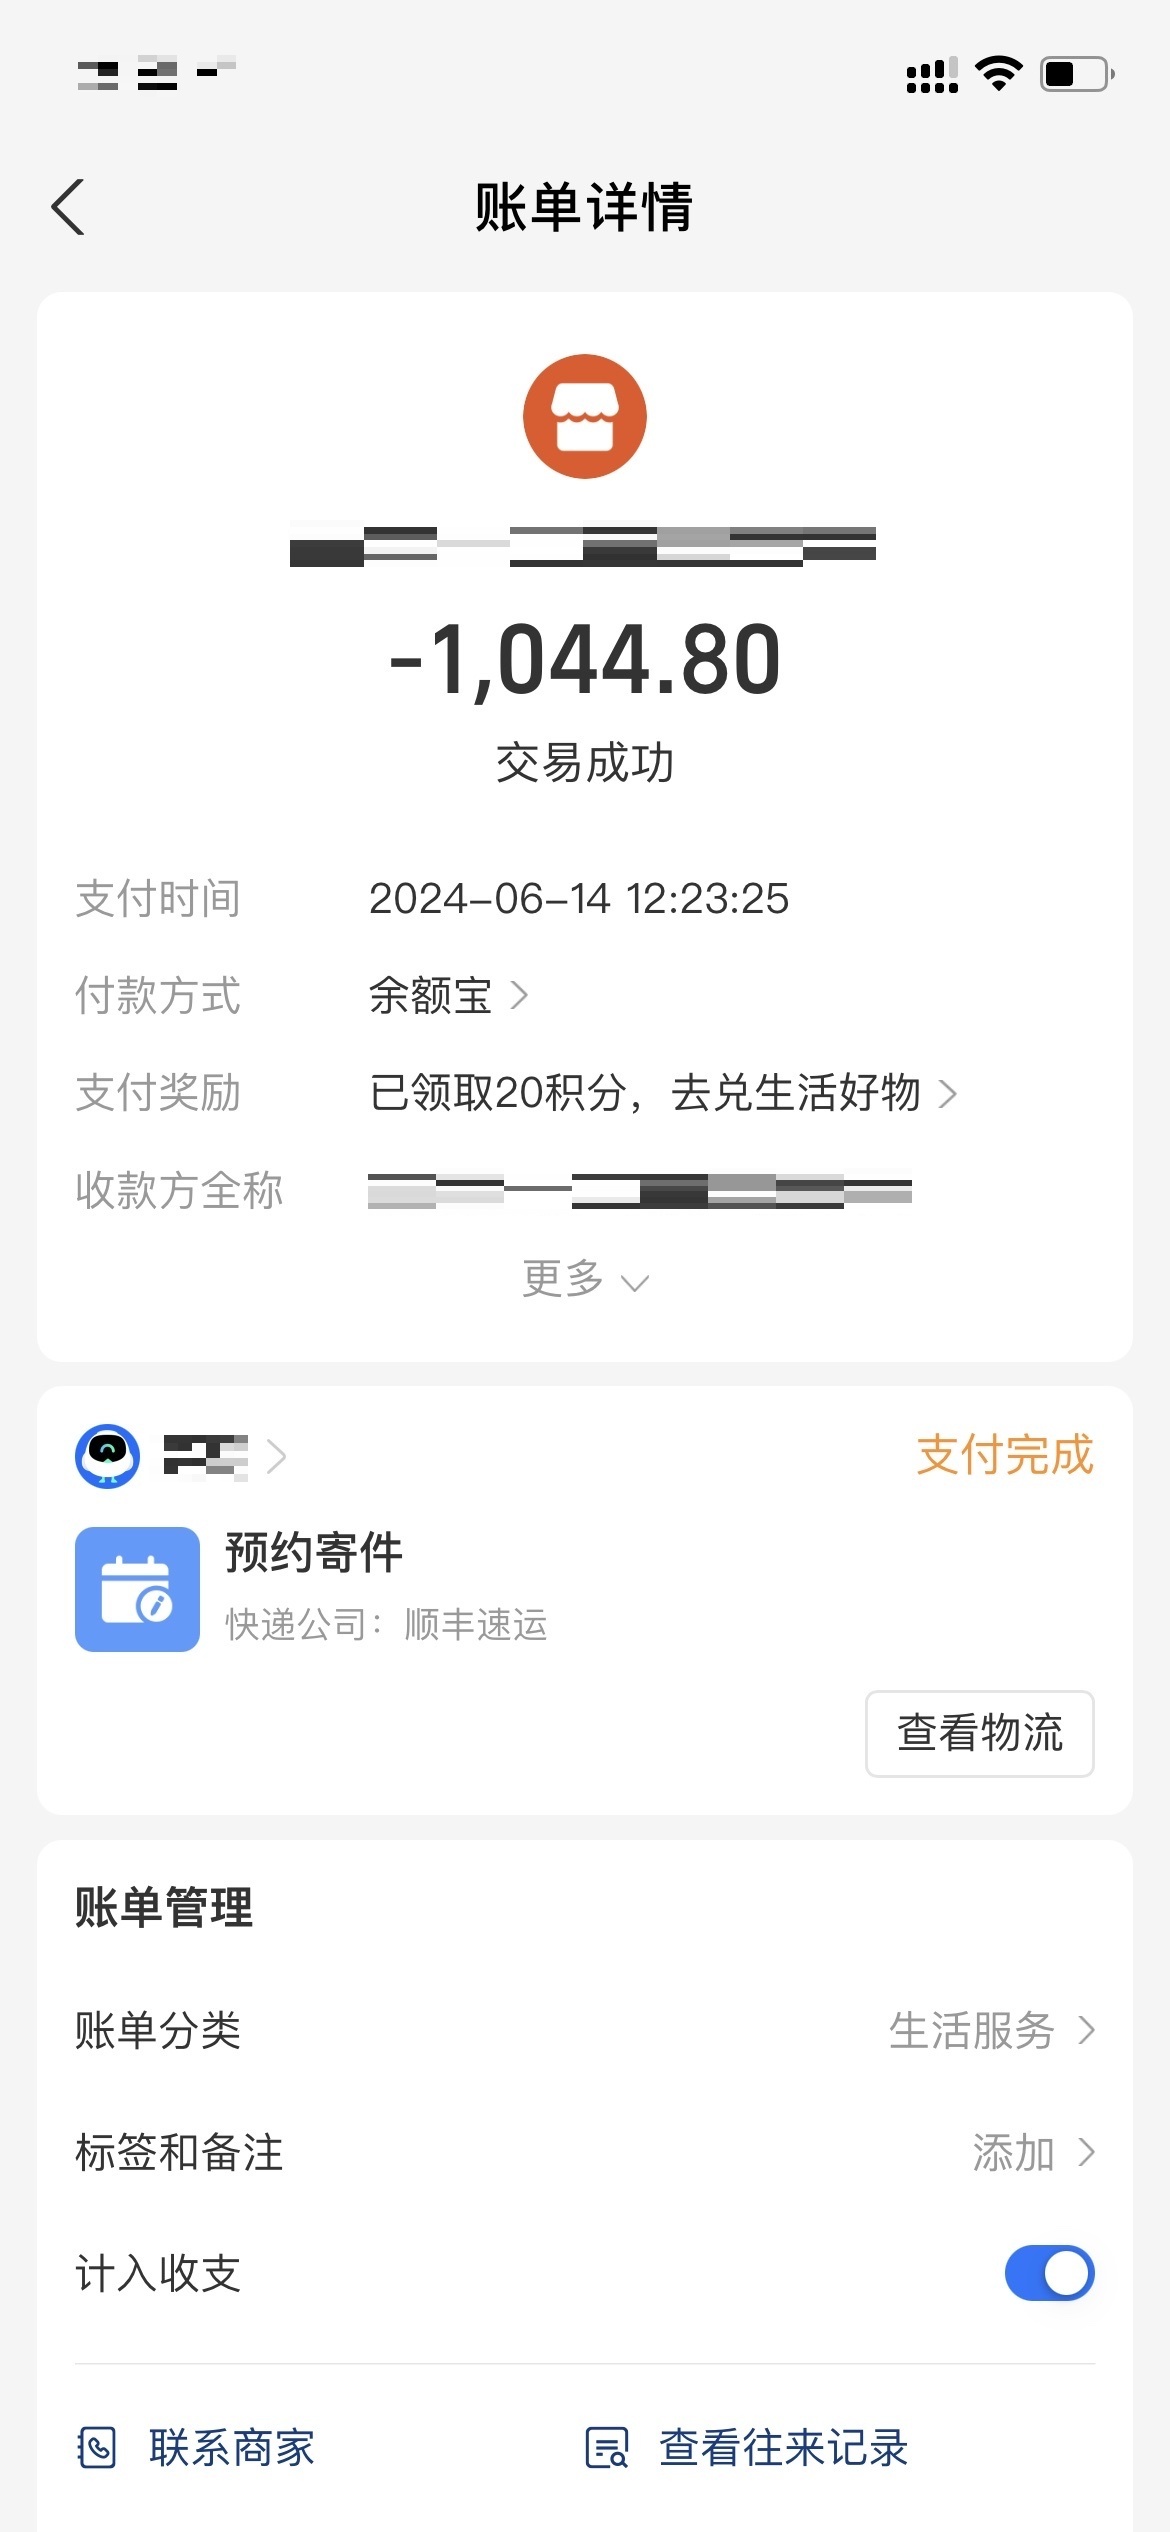 账单详情
-1,044.80
交易成功
支付时间 2024-06-14 12:23:25
付款方式 余额宝
支付奖励 已领取20积分，去兑生活好物
收款方全称
更多
支付完成
预约寄件
快递公司：顺丰速运
查看物流
账单管理
账单分类 生活服务
标签和备注 添加
计入收支
联系商家 查看往来记录